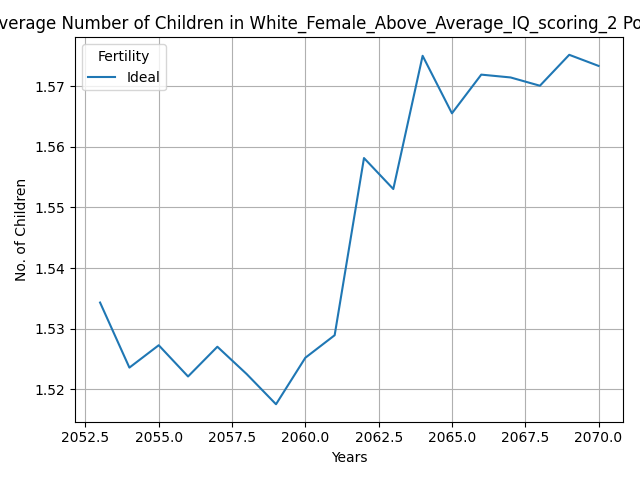 verage Number of Children in White_Female_Above_Average_IQ_scoring_2 Po
Fertility
Ideal
No. of Children
1.57
1.56
1.55
1.54
1.53
1.52
2052.5 2055.0 2057.5 2060.0 2062.5 2065.0 2067.5 2070.0
Years